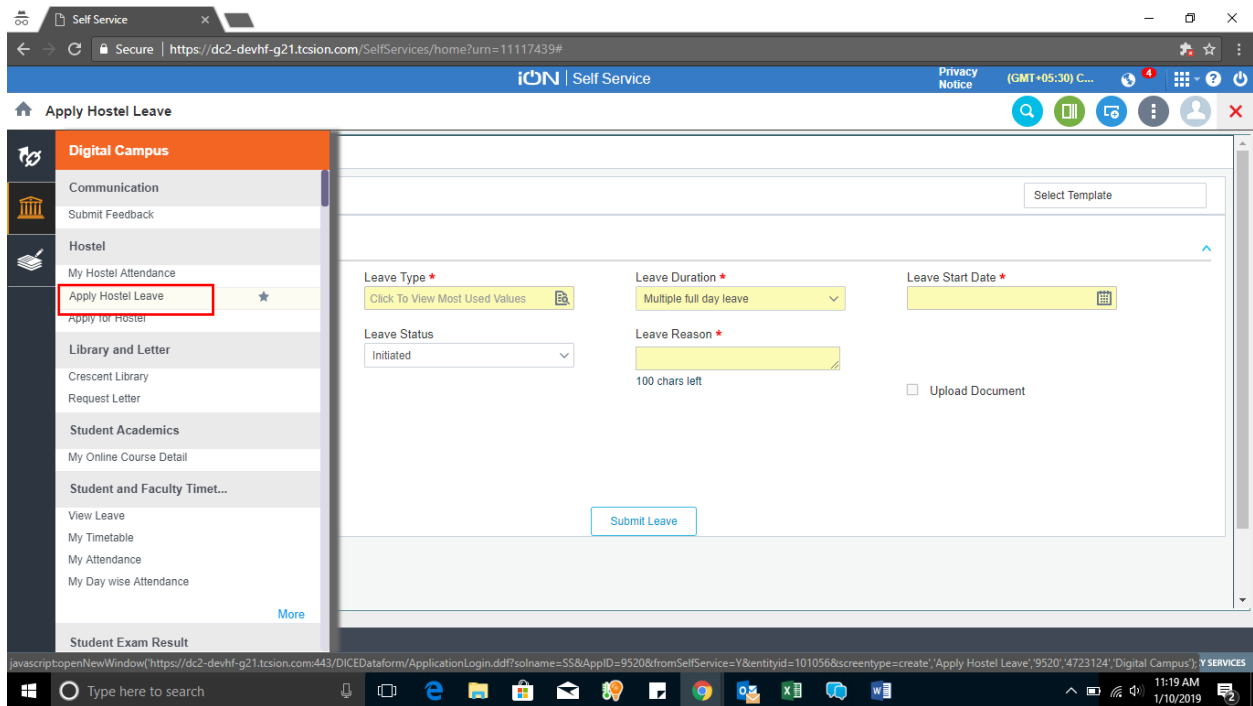 Self Service
Secure | https://dc2-devhf-g21.tcsion.com/SelfServices/home?urn=11117439#
iON | Self Service
Privacy Notice
(GMT+05:30) C...
4
Apply Hostel Leave
Digital Campus
Communication
Submit Feedback
Hostel
My Hostel Attendance
Apply Hostel Leave
Apply for Hostel
Library and Letter
Crescent Library
Request Letter
Student Academics
My Online Course Detail
Student and Faculty Timet...
View Leave
My Timetable
My Attendance
My Day wise Attendance
More
Student Exam Result
Select Template
Leave Type *
Leave Duration *
Leave Start Date *
Click To View Most Used Values
Multiple full day leave
Leave Status
Leave Reason *
Initiated
100 chars left
Upload Document
Submit Leave
javascript:openNewWindow('https://dc2-devhf-g21.tcsion.com:443/DICEDataform/ApplicationLogin.ddf?solname=SS&AppID=9520&fromSelfService=Y&entityid=101056&screentype=create','Apply Hostel Leave','9520','4723124','Digital Campus'); Y SERVICES
Type here to search
11:19 AM
1/10/2019
2